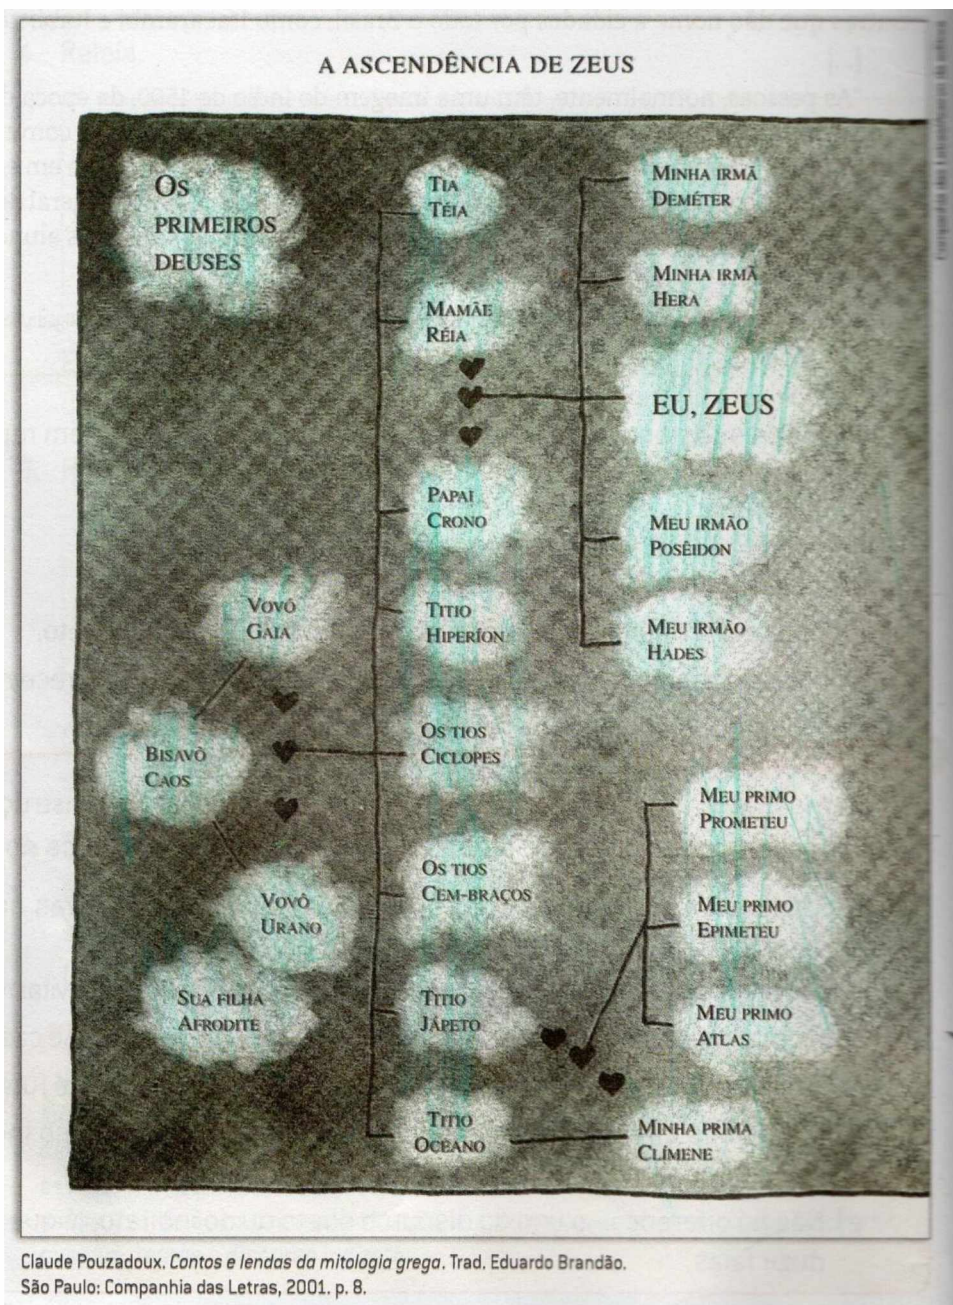 A ASCENDÊNCIA DE ZEUS
OS
PRIMEIROS
DEUSES
TIA
TÉIA
MAMÃE
RÉIA
PAPAI
CRONO
TITIO
HIPERÍON
OS TIOS
CICLOPES
OS TIOS
CEM-BRAÇOS
TITIO
JÁPETO
TITIO
OCEANO
VOVÓ
GAIA
BISAVÔ
CAOS
VOVÔ
URANO
SUA FILHA
AFRODITE
MINHA IRMÃ
DEMÉTER
MINHA IRMÃ
HERA
EU, ZEUS
MEU IRMÃO
POSÊIDON
MEU IRMÃO
HADES
MEU PRIMO
PROMETEU
MEU PRIMO
EPIMETEU
MEU PRIMO
ATLAS
MINHA PRIMA
CLÍMENE
Claude Pouzadoux. Contos e lendas da mitologia grega. Trad. Eduardo Brandão.
São Paulo: Companhia das Letras, 2001. p. 8.